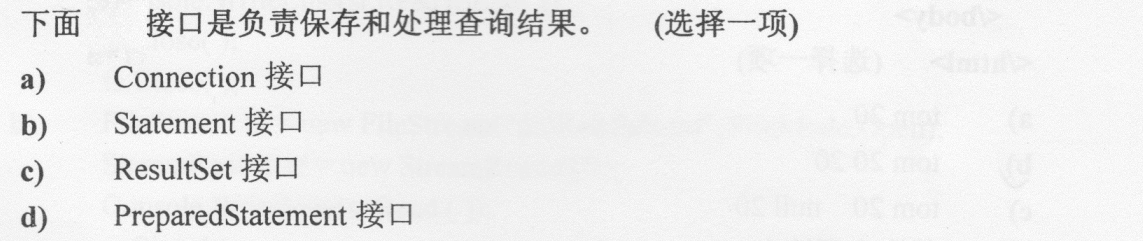 下面 接口是负责保存和处理查询结果。 (选择一项)
a) Connection 接口
b) Statement 接口
c) ResultSet 接口
d) PreparedStatement 接口